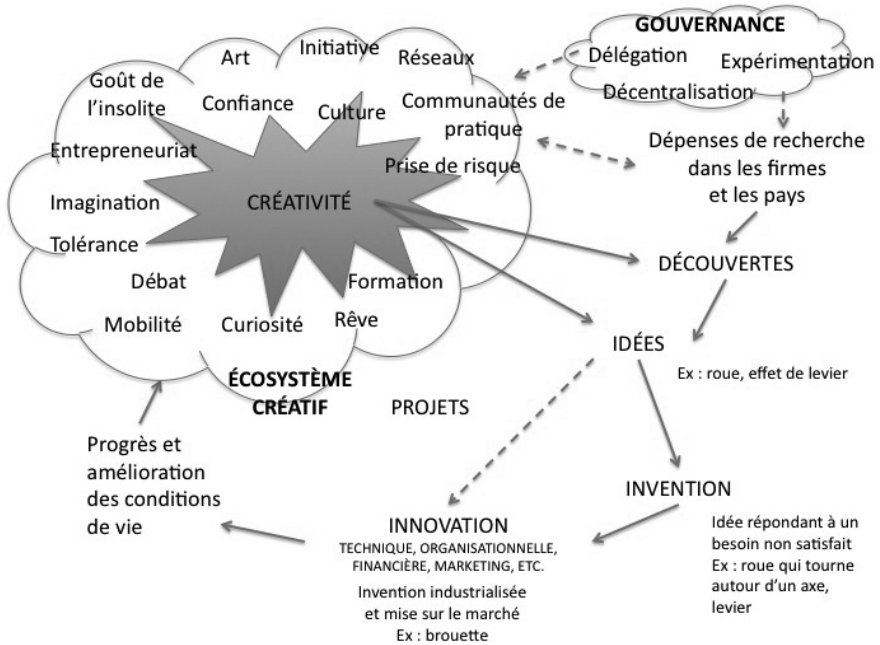 GOUVERNANCE
Délégation
Expérimentation
Décentralisation
Art
Initiative
Réseaux
Goût de
l’insolite
Confiance
Culture
Communautés de
pratique
Entrepreneuriat
Prise de risque
Imagination
CRÉATIVITÉ
Tolérance
Débat
Formation
Mobilité
Curiosité
Rêve
ÉCOSYSTÈME
CRÉATIF
PROJETS
Dépenses de recherche
dans les firmes
et les pays
DÉCOUVERTES
IDÉES
Ex : roue, effet de levier
INVENTION
Idée répondant à un
besoin non satisfait
Ex : roue qui tourne
autour d’un axe,
levier
INNOVATION
TECHNIQUE, ORGANISATIONNELLE,
FINANCIÈRE, MARKETING, ETC.
Invention industrialisée
et mise sur le marché
Ex : brouette
Progrès et
amélioration
des conditions
de vie